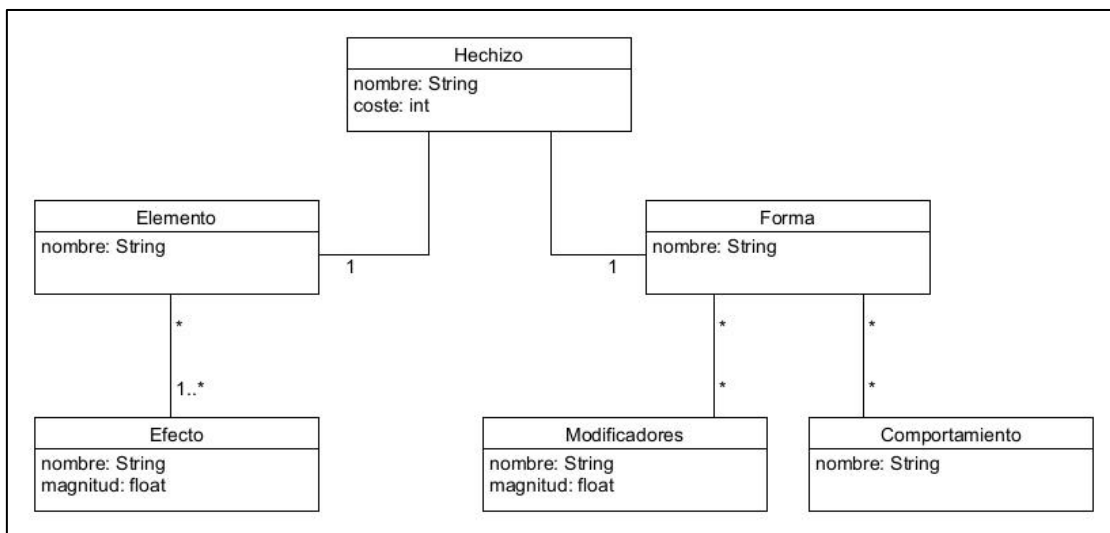 Hechizo
nombre: String
coste: int
Elemento
nombre: String
1
Forma
nombre: String
1
*
1..*
*
*
*
*
Efecto
nombre: String
magnitud: float
Modificadores
nombre: String
magnitud: float
Comportamiento
nombre: String